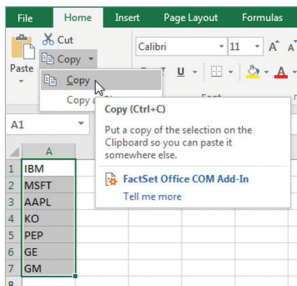 File Home Insert Page Layout Formulas
Cut
Copy
Paste
Calibri 11 A A
U A
Copy
Copy
Copy (Ctrl+C)
Put a copy of the selection on the
Clipboard so you can paste it
somewhere else.
FactSet Office COM Add-In
Tell me more
A1
A
1 IBM
2 MSFT
3 AAPL
4 KO
5 PEP
6 GE
7 GM